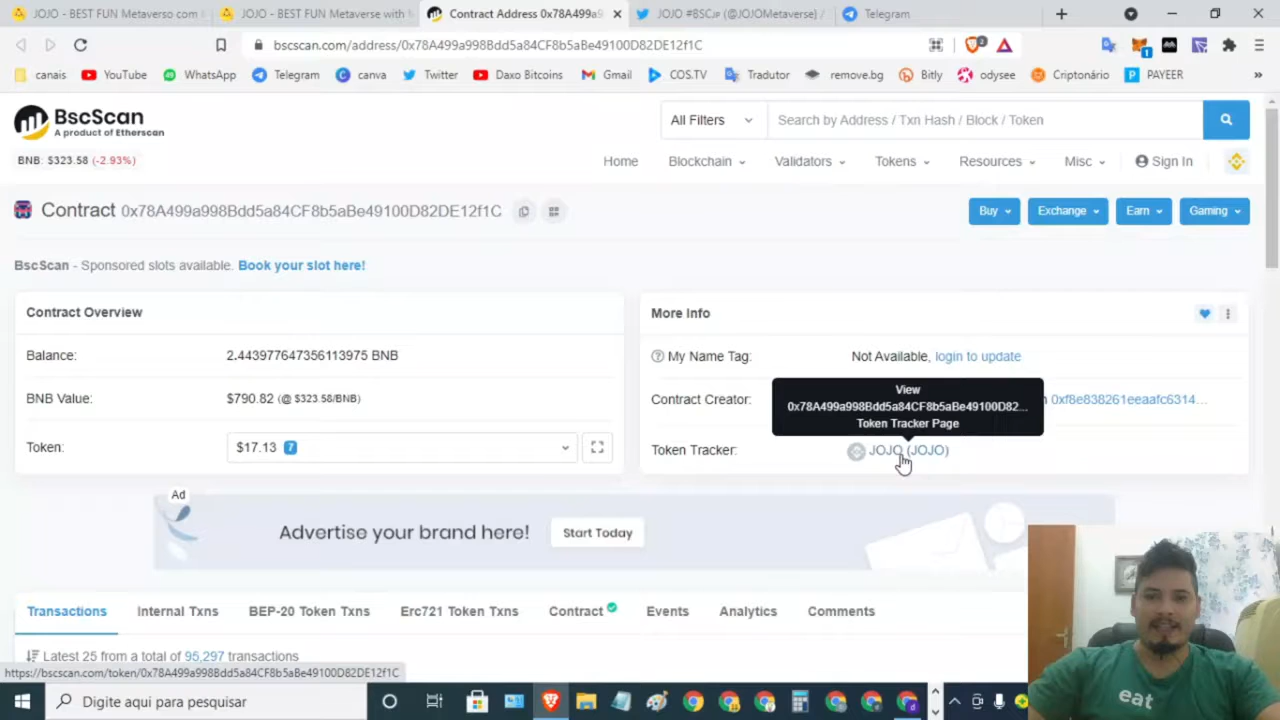 JOJO - BEST FUN Metaverso com
JOJO - BEST FUN Metaverse with
Contract Address 0x78A499a9
JOJO #BSC (@JOJOMetaverse) /
Telegram
bscscan.com/address/0x78A499a998Bdd5a84CF8b5aBe49100D82DE12f1C
canais
YouTube
WhatsApp
Telegram
canva
Twitter
Daxo Bitcoins
Gmail
COS.TV
Tradutor
remove.bg
Bitly
odysee
Criptonário
PAYEER
BscScan
A product of Etherscan
All Filters
Search by Address / Txn Hash / Block / Token
BNB: $323.58 (-2.93%)
Home
Blockchain
Validators
Tokens
Resources
Misc
Sign In
Contract 0x78A499a998Bdd5a84CF8b5aBe49100D82DE12f1C
Buy
Exchange
Earn
Gaming
BscScan - Sponsored slots available. Book your slot here!
Contract Overview
Balance: 2.443977647356113975 BNB
BNB Value: $790.82 (@ $323.58/BNB)
Token: $17.13 7
More Info
My Name Tag: Not Available, login to update
View
0x78A499a998Bdd5a84CF8b5aBe49100D82...
Token Tracker Page
Contract Creator: 0xf8e838261eeaafc6314...
Token Tracker: JOJO (JOJO)
Ad
Advertise your brand here!
Start Today
Transactions
Internal Txns
BEP-20 Token Txns
Erc721 Token Txns
Contract
Events
Analytics
Comments
Latest 25 from a total of 95,297 transactions
https://bscscan.com/token/0x78A499a998Bdd5a84CF8b5aBe49100D82DE12f1C
Digite aqui para pesquisar
eat